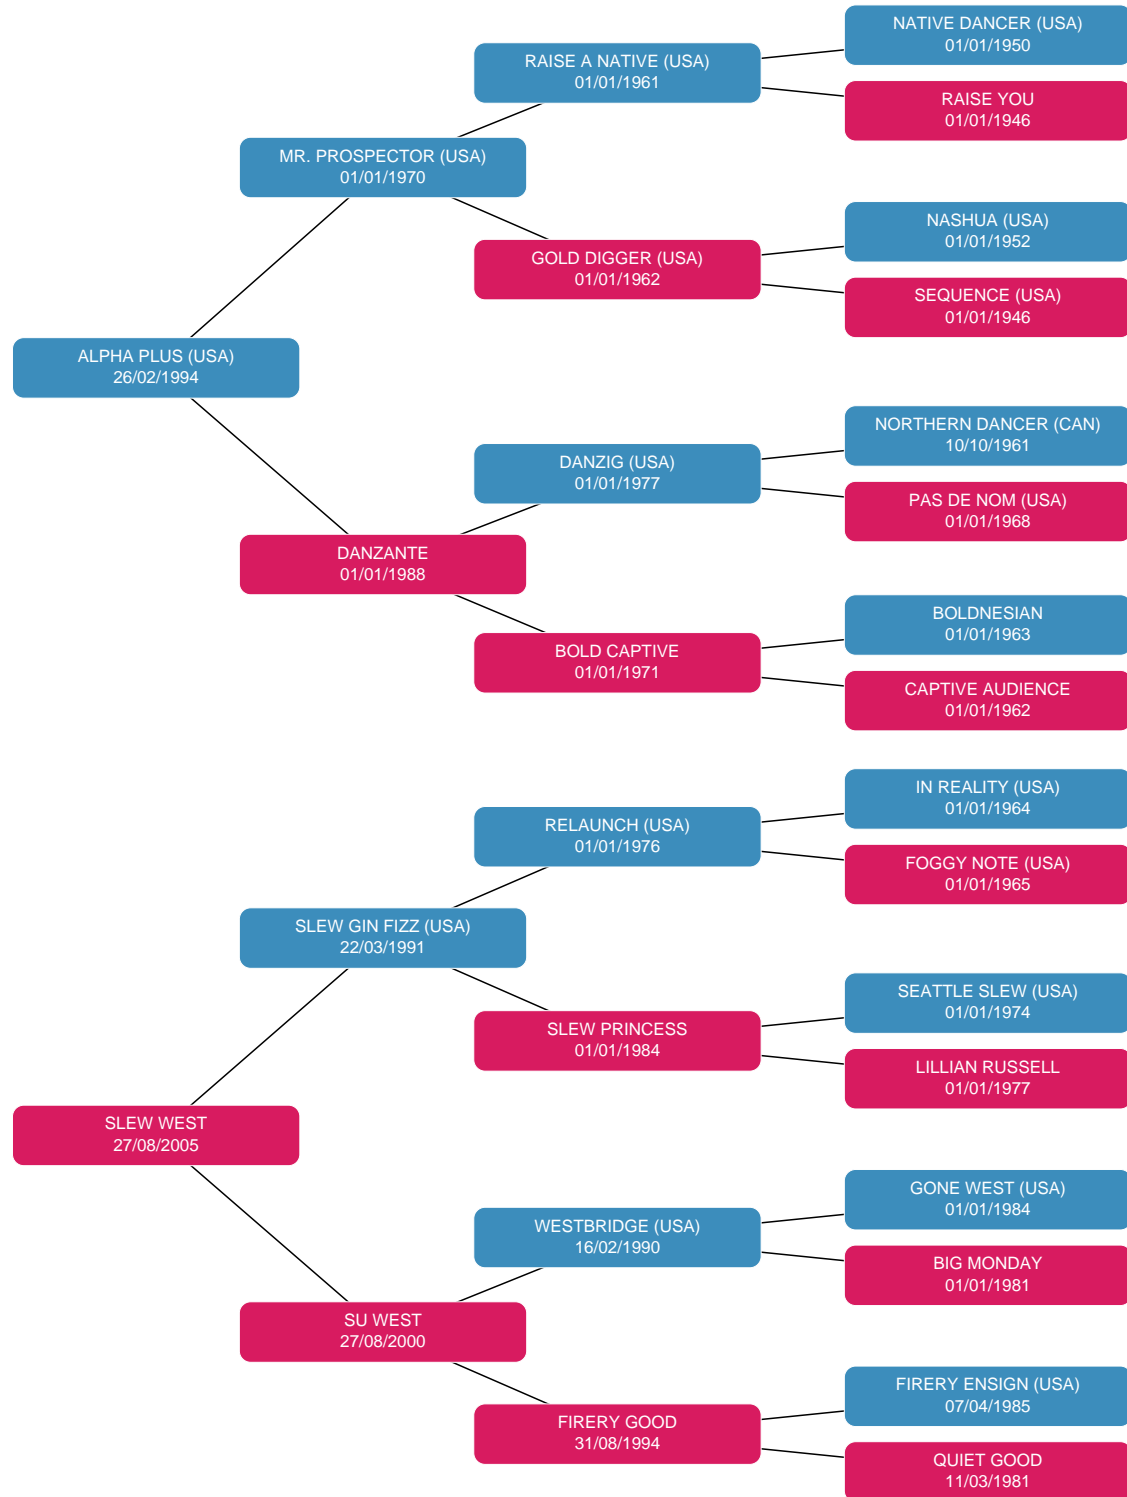 NATIVE DANCER (USA)
01/01/1950
RAISE A NATIVE (USA)
01/01/1961
RAISE YOU
01/01/1946
MR. PROSPECTOR (USA)
01/01/1970
NASHUA (USA)
01/01/1952
GOLD DIGGER (USA)
01/01/1962
SEQUENCE (USA)
01/01/1946
ALPHA PLUS (USA)
26/02/1994
NORTHERN DANCER (CAN)
10/10/1961
DANZIG (USA)
01/01/1977
PAS DE NOM (USA)
01/01/1968
DANZANTE
01/01/1988
BOLDNESIAN
01/01/1963
BOLD CAPTIVE
01/01/1971
CAPTIVE AUDIENCE
01/01/1962
IN REALITY (USA)
01/01/1964
RELAUNCH (USA)
01/01/1976
FOGGY NOTE (USA)
01/01/1965
SLEW GIN FIZZ (USA)
22/03/1991
SEATTLE SLEW (USA)
01/01/1974
SLEW PRINCESS
01/01/1984
LILLIAN RUSSELL
01/01/1977
SLEW WEST
27/08/2005
GONE WEST (USA)
01/01/1984
WESTBRIDGE (USA)
16/02/1990
BIG MONDAY
01/01/1981
SU WEST
27/08/2000
FIRERY ENSIGN (USA)
07/04/1985
FIRERY GOOD
31/08/1994
QUIET GOOD
11/03/1981